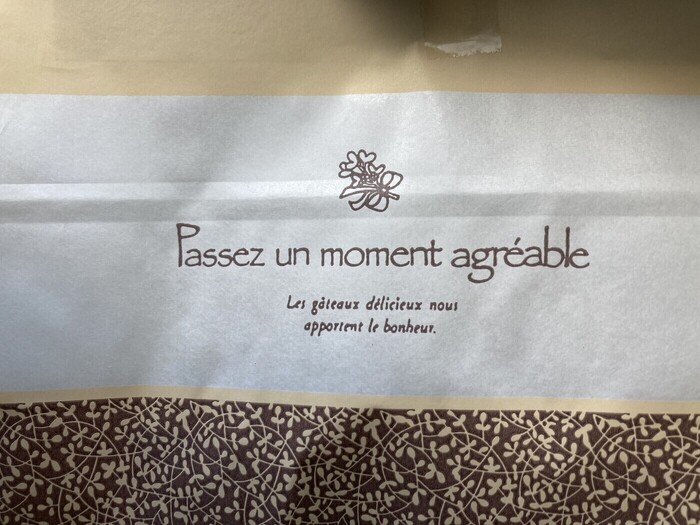 Passez un moment agréable
Les gâteaux délicieux nous
apportent le bonheur.